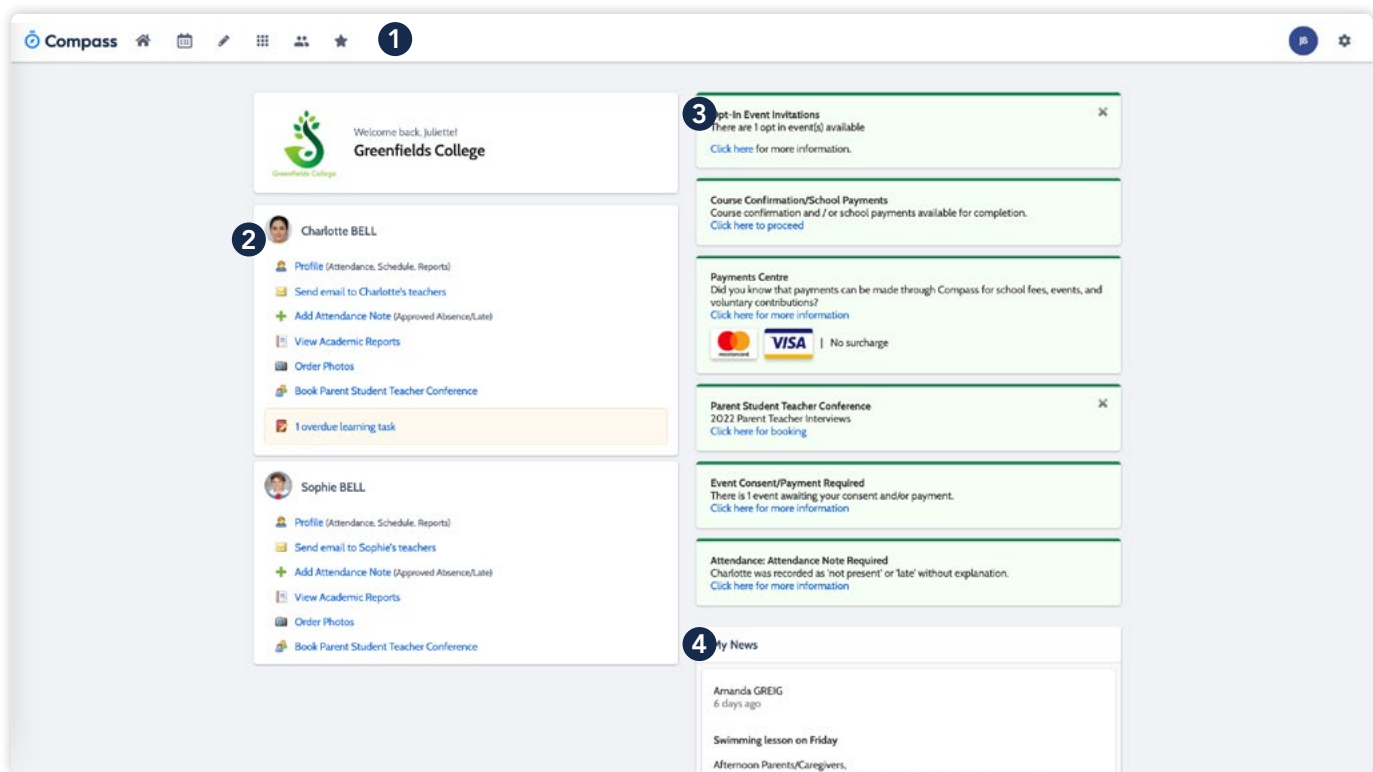 Compass
1
JB
Welcome back, Juliette!
Greenfields College
Greenfields College
2
Charlotte BELL
Profile (Attendance, Schedule, Reports)
Send email to Charlotte's teachers
Add Attendance Note (Approved Absence/Late)
View Academic Reports
Order Photos
Book Parent Student Teacher Conference
1 overdue learning task
Sophie BELL
Profile (Attendance, Schedule, Reports)
Send email to Sophie's teachers
Add Attendance Note (Approved Absence/Late)
View Academic Reports
Order Photos
Book Parent Student Teacher Conference
3
Opt-In Event Invitations
There are 1 opt in event(s) available
Click here for more information.
Course Confirmation/School Payments
Course confirmation and / or school payments available for completion.
Click here to proceed
Payments Centre
Did you know that payments can be made through Compass for school fees, events, and
voluntary contributions?
Click here for more information
mastercard VISA | No surcharge
Parent Student Teacher Conference
2022 Parent Teacher Interviews
Click here for booking
Event Consent/Payment Required
There is 1 event awaiting your consent and/or payment.
Click here for more information
Attendance: Attendance Note Required
Charlotte was recorded as 'not present' or 'late' without explanation.
Click here for more information
4
My News
Amanda GREIG
6 days ago
Swimming lesson on Friday
Afternoon Parents/Caregivers,